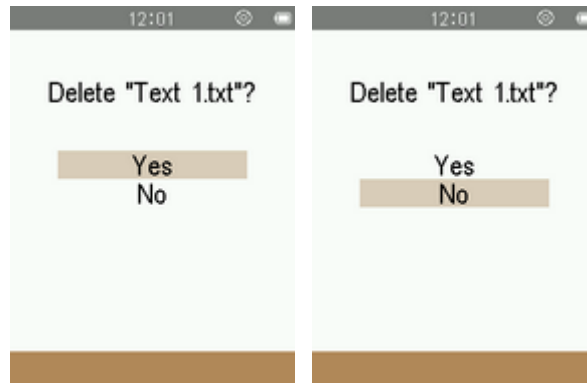 12:01
Delete "Text 1.txt"?
Yes
No
12:01
Delete "Text 1.txt"?
Yes
No